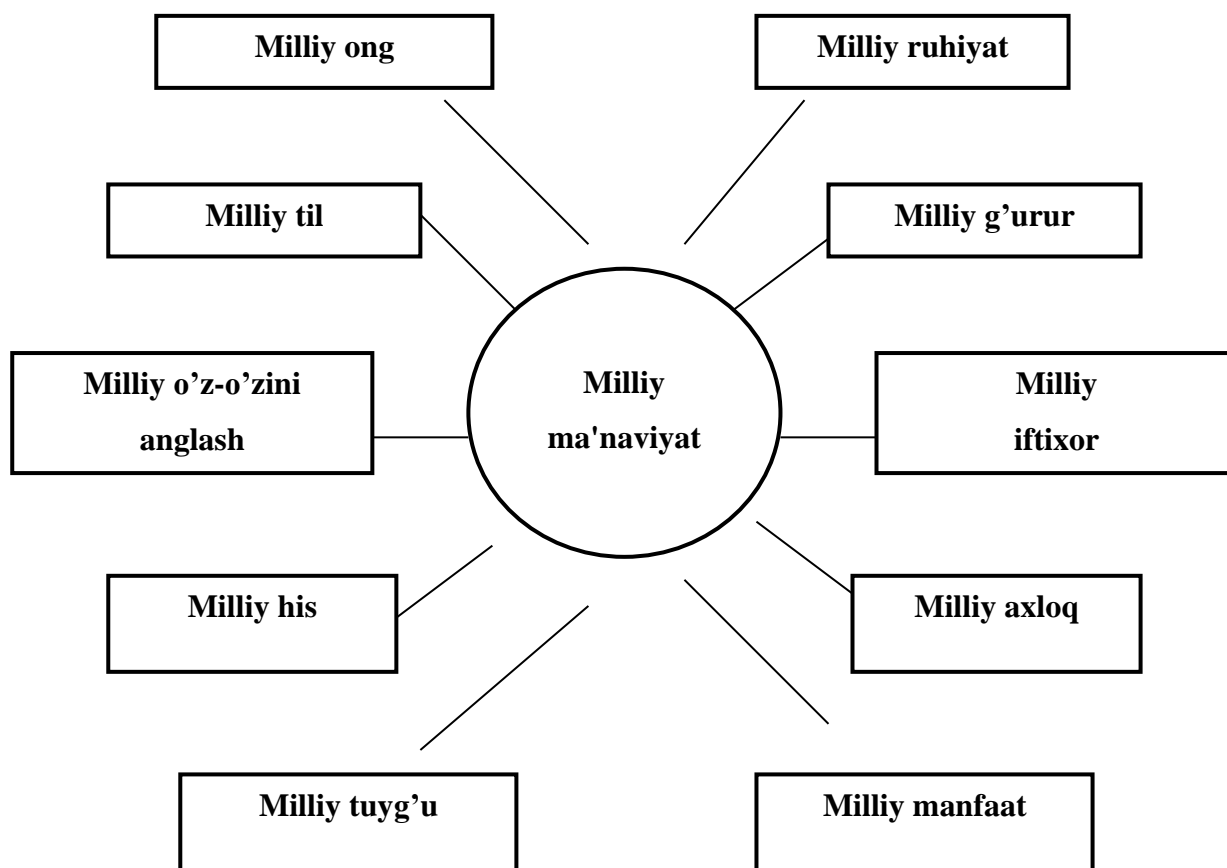 Milliy ong
Milliy ruhiyat
Milliy til
Milliy g’urur
Milliy o’z-o’zini
anglash
Milliy
ma'naviyat
Milliy
iftixor
Milliy his
Milliy axloq
Milliy tuyg’u
Milliy manfaat